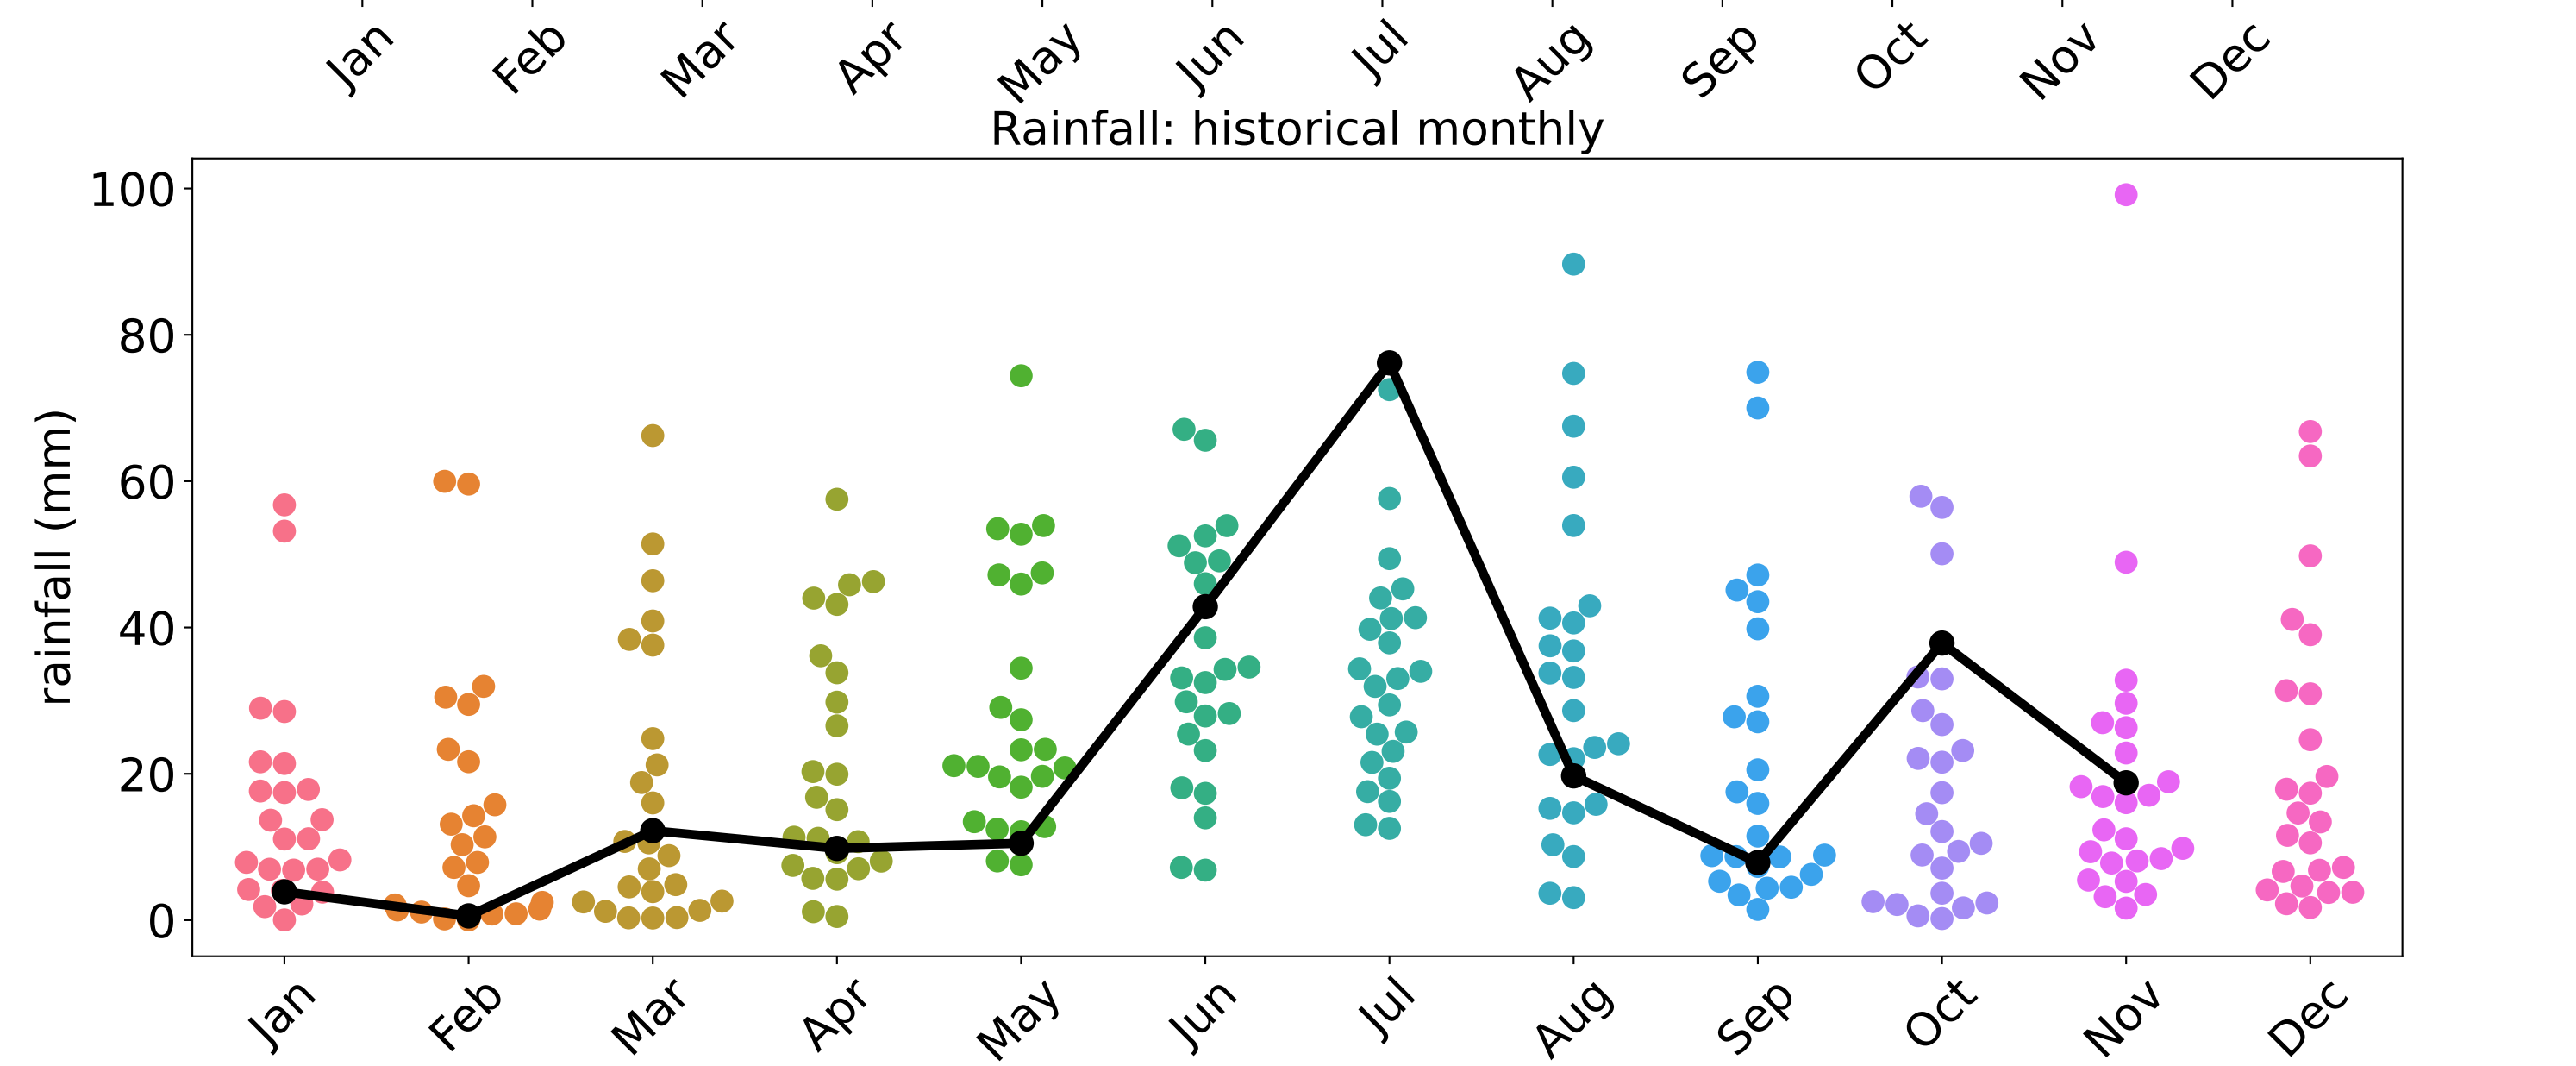 Jan Feb Mar Apr May Jun Jul Aug Sep Oct Nov Dec
Rainfall: historical monthly
100
80
60
40
20
0
rainfall (mm)
Jan Feb Mar Apr May Jun Jul Aug Sep Oct Nov Dec